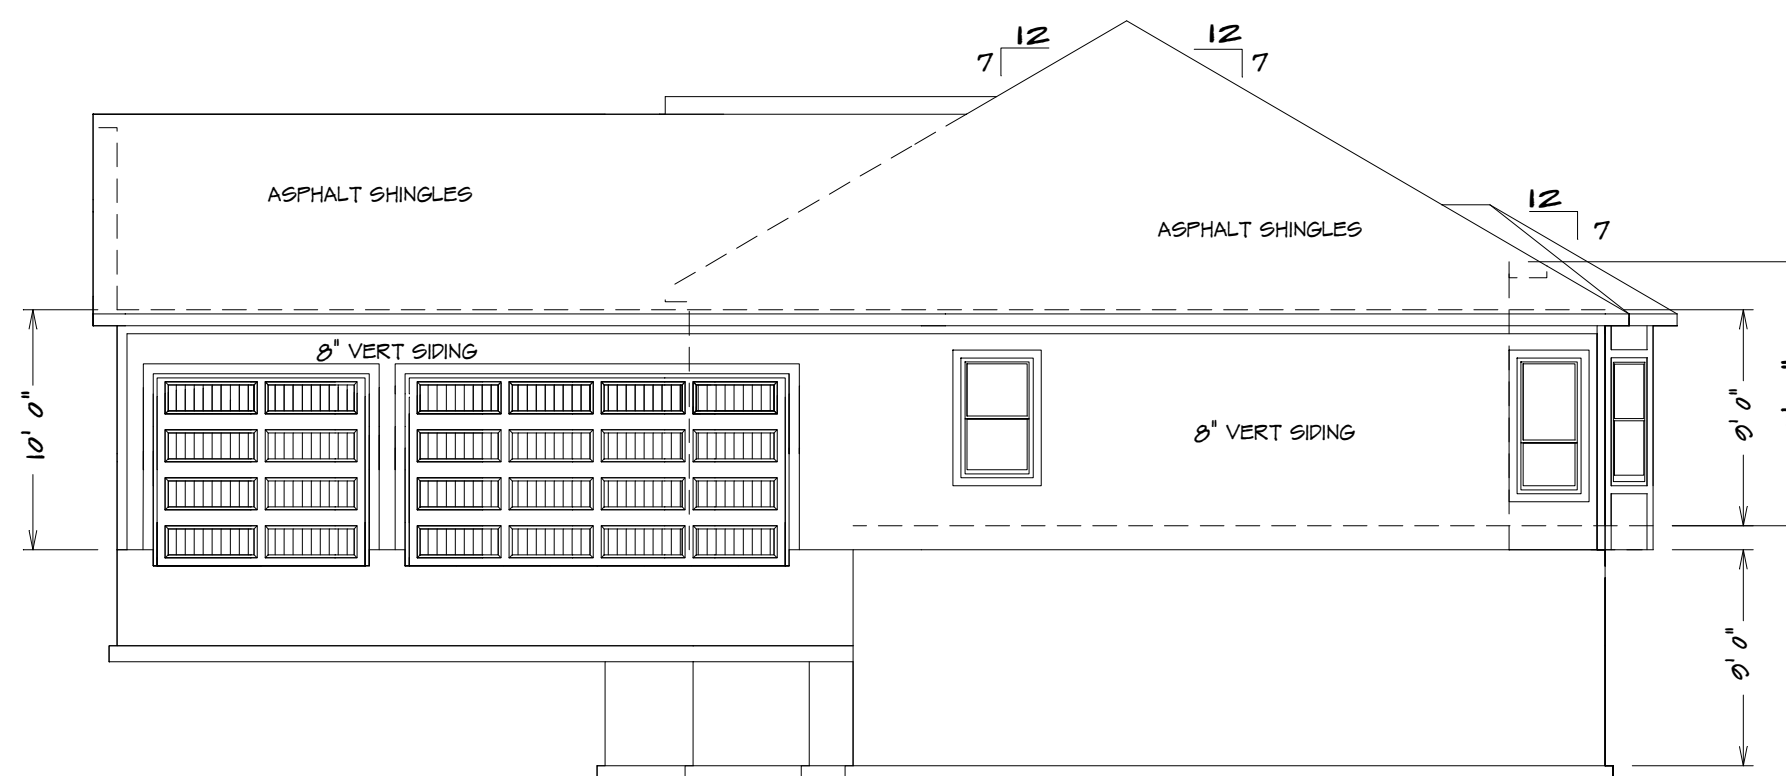 12
7
12
7
ASPHALT SHINGLES
12
7
ASPHALT SHINGLES
8" VERT SIDING
10' 0"
9' 0"
8" VERT SIDING
9' 0"